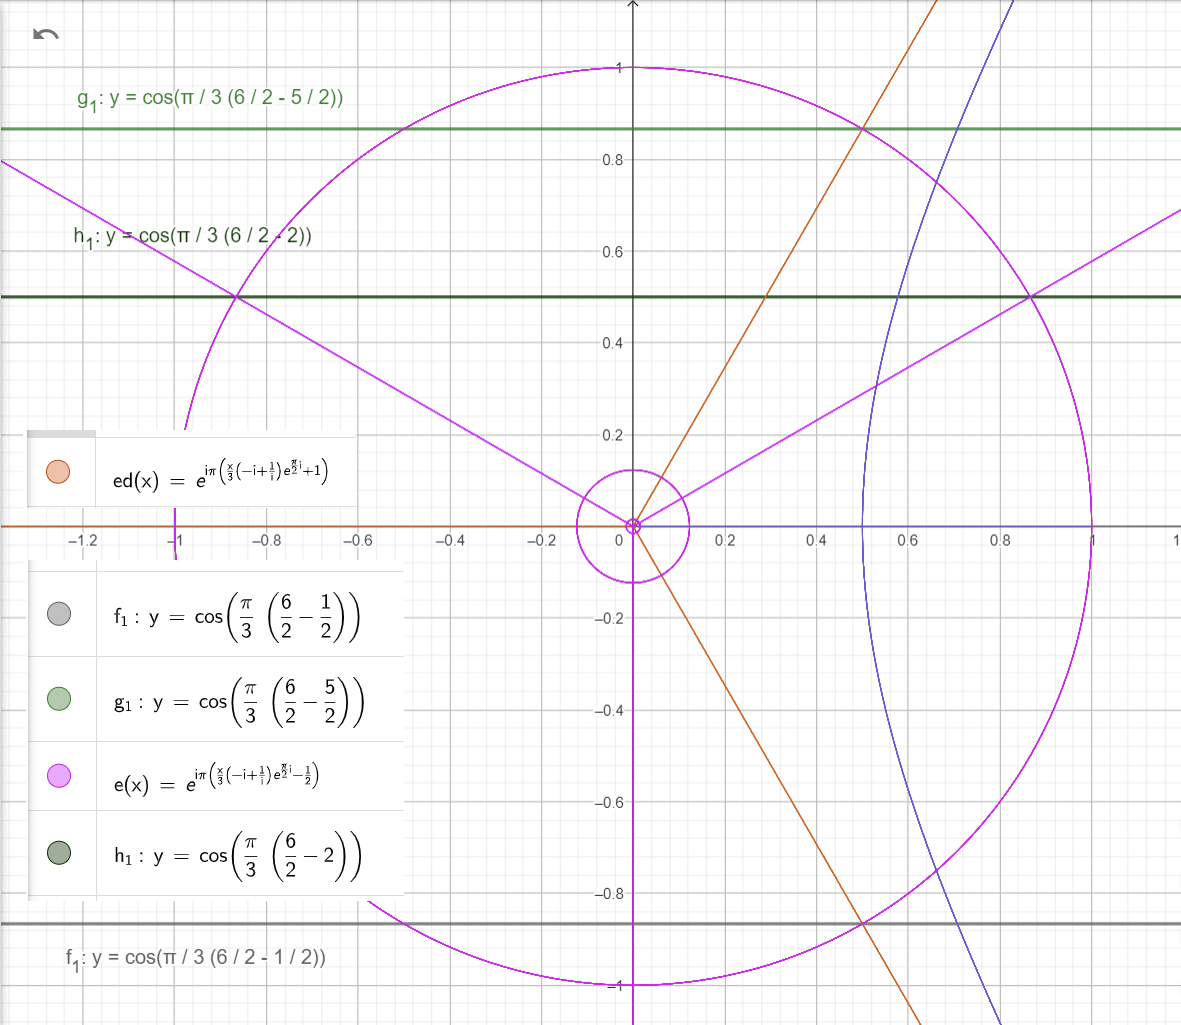 1
g₁: y = cos(π / 3 (6 / 2 - 5 / 2))
0.8
h₁: y = cos(π / 3 (6 / 2 - 2))
0.6
0.4
0.2
ed(x) = e^{iπ(x/3(−i+1/i)e^{π/2 i}+1)}
−1.2 −1 −0.8 −0.6 −0.4 −0.2 0 0.2 0.4 0.6 0.8 1 1
f₁ : y = cos(π/3 (6/2 − 1/2))
−0.2
g₁ : y = cos(π/3 (6/2 − 5/2))
−0.4
e(x) = e^{iπ(x/3(−i+1/i)e^{π/2 i}−1/2)}
−0.6
h₁ : y = cos(π/3 (6/2 − 2))
−0.8
f₁: y = cos(π / 3 (6 / 2 - 1 / 2))
−1